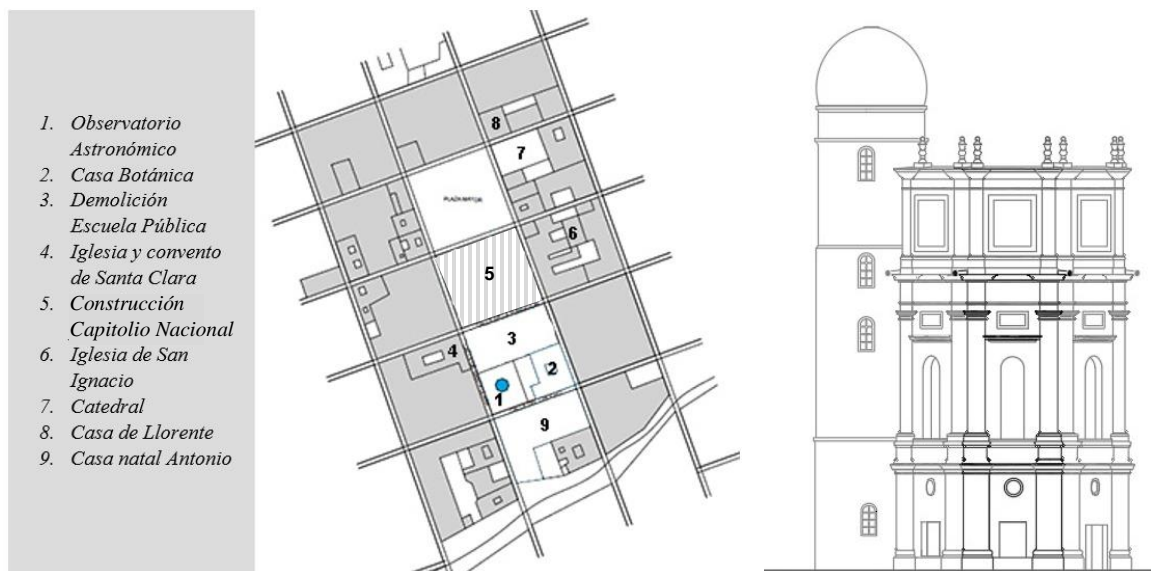 1. Observatorio
Astronómico
2. Casa Botánica
3. Demolición
Escuela Pública
4. Iglesia y convento
de Santa Clara
5. Construcción
Capitolio Nacional
6. Iglesia de San
Ignacio
7. Catedral
8. Casa de Llorente
9. Casa natal Antonio
8
7
PLAZA MAYOR
6
5
3
4
2
1
9